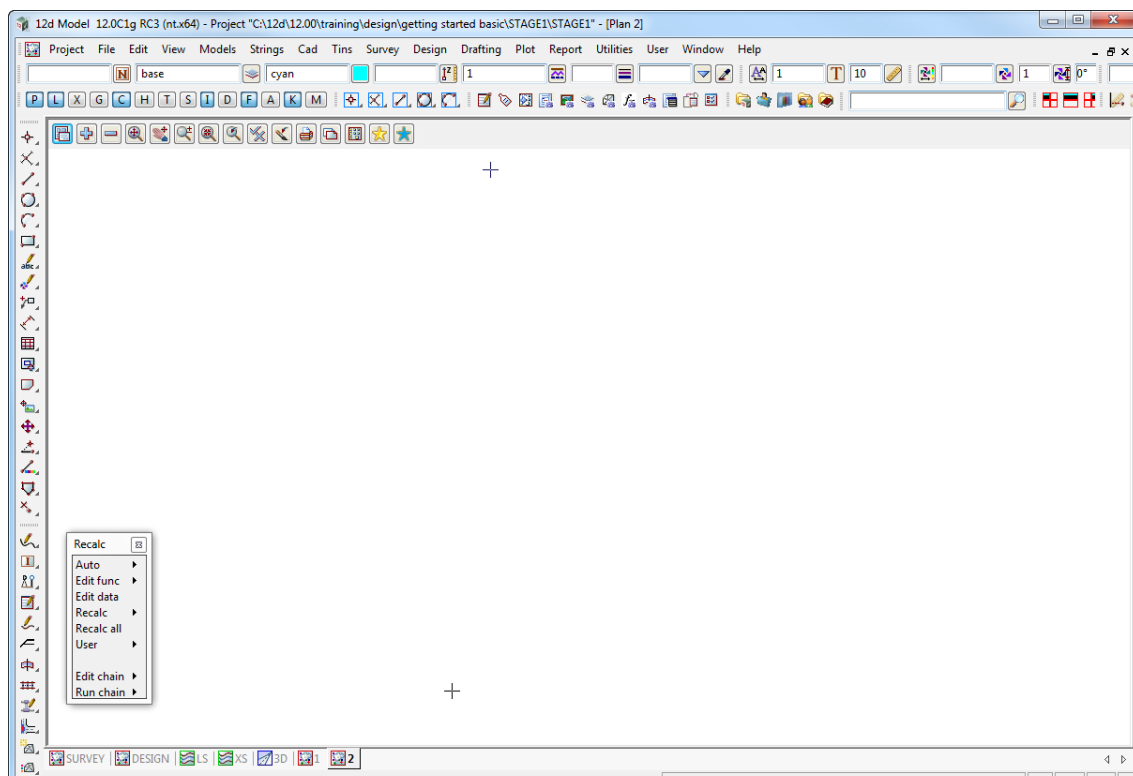 12d Model 12.0C1g RC3 (nt.x64) - Project "C:\12d\12.00\training\design\getting started basic\STAGE1\STAGE1" - [Plan 2]
Project File Edit View Models Strings Cad Tins Survey Design Drafting Plot Report Utilities User Window Help
N base cyan 1 1 T 10 1 0°
P L X G C H T S I D F A K M
abc
Recalc
Auto
Edit func
Edit data
Recalc
Recalc all
User
Edit chain
Run chain
SURVEY DESIGN LS XS 3D 1 2